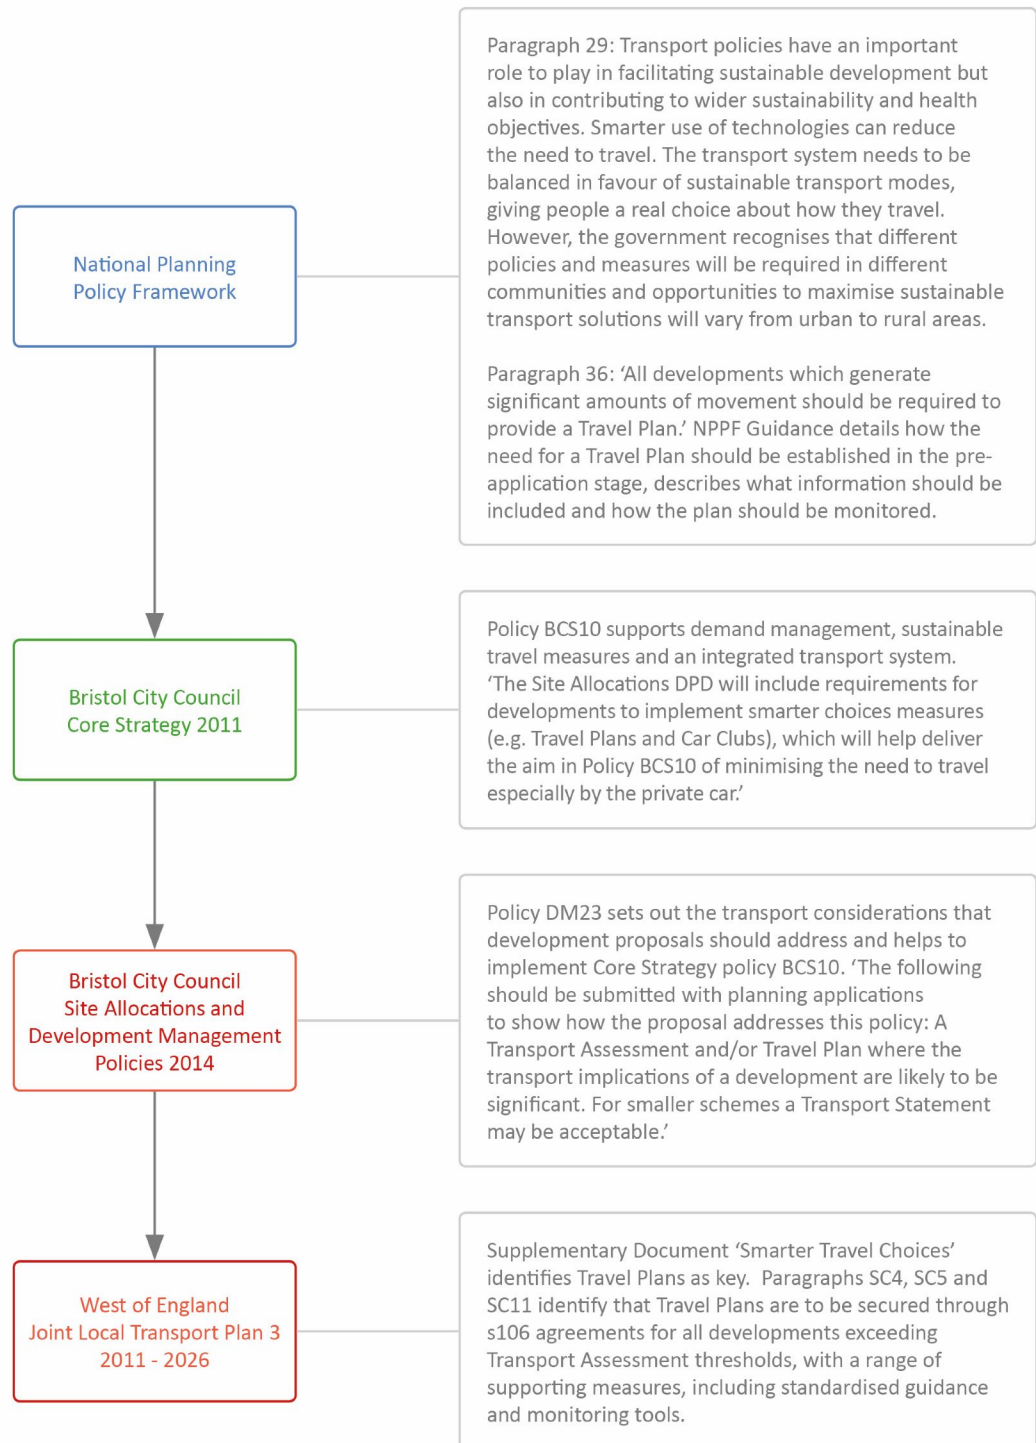 Paragraph 29: Transport policies have an important
role to play in facilitating sustainable development but
also in contributing to wider sustainability and health
objectives. Smarter use of technologies can reduce
the need to travel. The transport system needs to be
balanced in favour of sustainable transport modes,
giving people a real choice about how they travel.
However, the government recognises that different
policies and measures will be required in different
communities and opportunities to maximise sustainable
transport solutions will vary from urban to rural areas.
Paragraph 36: ‘All developments which generate
significant amounts of movement should be required to
provide a Travel Plan.’ NPPF Guidance details how the
need for a Travel Plan should be established in the pre-
application stage, describes what information should be
included and how the plan should be monitored.
National Planning
Policy Framework
Policy BCS10 supports demand management, sustainable
travel measures and an integrated transport system.
‘The Site Allocations DPD will include requirements for
developments to implement smarter choices measures
(e.g. Travel Plans and Car Clubs), which will help deliver
the aim in Policy BCS10 of minimising the need to travel
especially by the private car.’
Bristol City Council
Core Strategy 2011
Policy DM23 sets out the transport considerations that
development proposals should address and helps to
implement Core Strategy policy BCS10. ‘The following
should be submitted with planning applications
to show how the proposal addresses this policy: A
Transport Assessment and/or Travel Plan where the
transport implications of a development are likely to be
significant. For smaller schemes a Transport Statement
may be acceptable.’
Bristol City Council
Site Allocations and
Development Management
Policies 2014
Supplementary Document ‘Smarter Travel Choices’
identifies Travel Plans as key.  Paragraphs SC4, SC5 and
SC11 identify that Travel Plans are to be secured through
s106 agreements for all developments exceeding
Transport Assessment thresholds, with a range of
supporting measures, including standardised guidance
and monitoring tools.
West of England
Joint Local Transport Plan 3
2011 - 2026